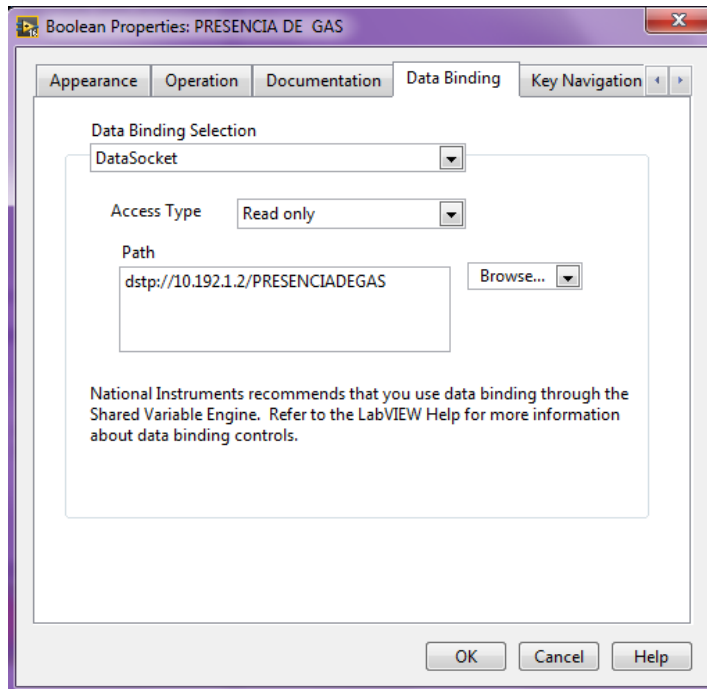 Boolean Properties: PRESENCIA DE  GAS
Appearance Operation Documentation Data Binding Key Navigation
Data Binding Selection
DataSocket
Access Type Read only
Path
dstp://10.192.1.2/PRESENCIADEGAS
Browse...
National Instruments recommends that you use data binding through the
Shared Variable Engine.  Refer to the LabVIEW Help for more information
about data binding controls.
OK Cancel Help